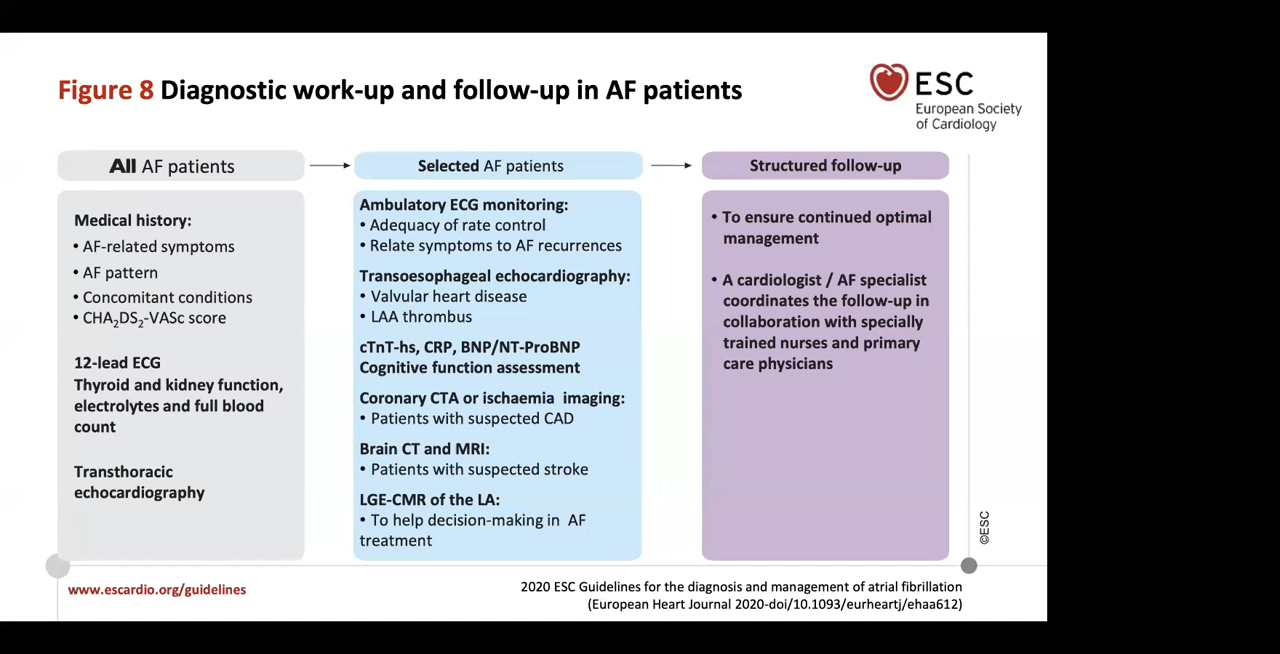 Figure 8 Diagnostic work-up and follow-up in AF patients
ESC
European Society
of Cardiology
All AF patients
Medical history:
• AF-related symptoms
• AF pattern
• Concomitant conditions
• CHA₂DS₂-VASc score
12-lead ECG
Thyroid and kidney function,
electrolytes and full blood
count
Transthoracic
echocardiography
Selected AF patients
Ambulatory ECG monitoring:
• Adequacy of rate control
• Relate symptoms to AF recurrences
Transoesophageal echocardiography:
• Valvular heart disease
• LAA thrombus
cTnT-hs, CRP, BNP/NT-ProBNP
Cognitive function assessment
Coronary CTA or ischaemia imaging:
• Patients with suspected CAD
Brain CT and MRI:
• Patients with suspected stroke
LGE-CMR of the LA:
• To help decision-making in AF
treatment
Structured follow-up
• To ensure continued optimal
management
• A cardiologist / AF specialist
coordinates the follow-up in
collaboration with specially
trained nurses and primary
care physicians
©ESC
www.escardio.org/guidelines
2020 ESC Guidelines for the diagnosis and management of atrial fibrillation
(European Heart Journal 2020-doi/10.1093/eurheartj/ehaa612)